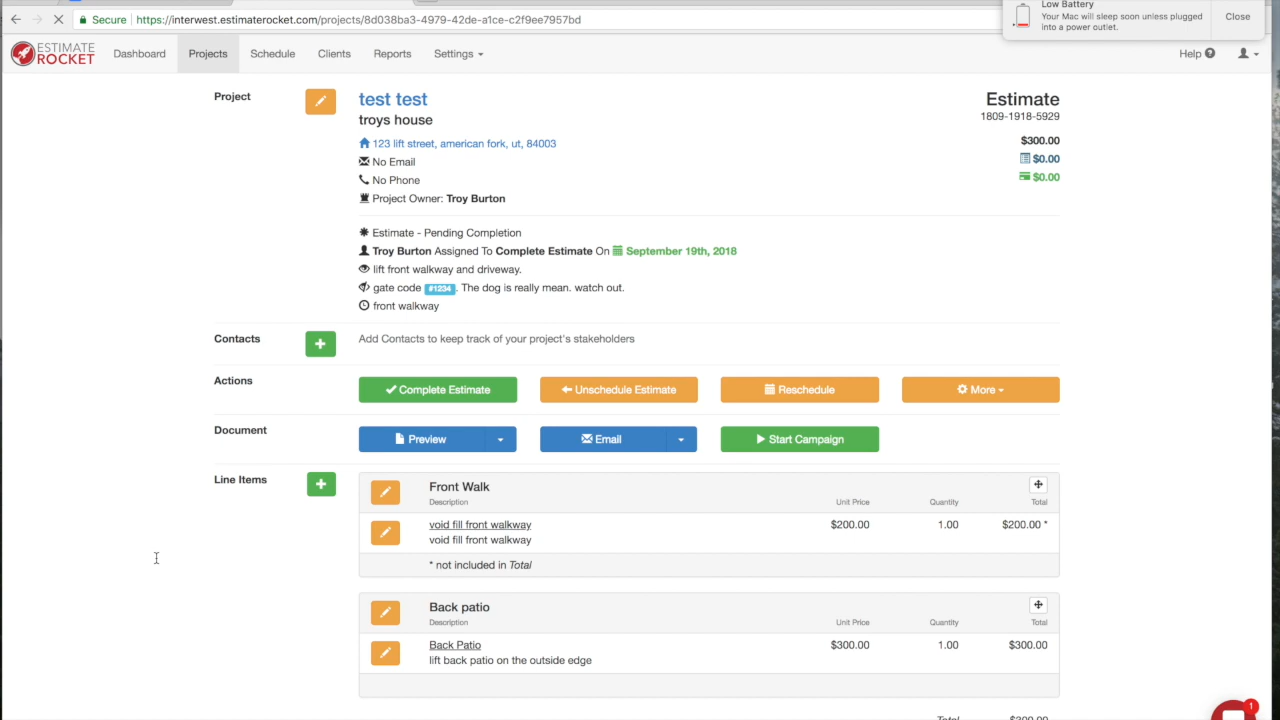 Low Battery
Your Mac will sleep soon unless plugged
into a power outlet.
Close
Secure
https://interwest.estimaterocket.com/projects/8d038ba3-4979-42de-a1ce-c2f9ee7957bd
ESTIMATE
ROCKET
Dashboard
Projects
Schedule
Clients
Reports
Settings
Help
Project
test test
troys house
123 lift street, american fork, ut, 84003
No Email
No Phone
Project Owner: Troy Burton
Estimate
1809-1918-5929
$300.00
$0.00
$0.00
Estimate - Pending Completion
Troy Burton Assigned To Complete Estimate On September 19th, 2018
lift front walkway and driveway.
gate code #1234 . The dog is really mean. watch out.
front walkway
Contacts
Add Contacts to keep track of your project's stakeholders
Actions
Complete Estimate
Unschedule Estimate
Reschedule
More
Document
Preview
Email
Start Campaign
Line Items
Front Walk
Description Unit Price Quantity Total
void fill front walkway $200.00 1.00 $200.00 *
void fill front walkway
* not included in Total
Back patio
Description Unit Price Quantity Total
Back Patio $300.00 1.00 $300.00
lift back patio on the outside edge
Total $300.00
1